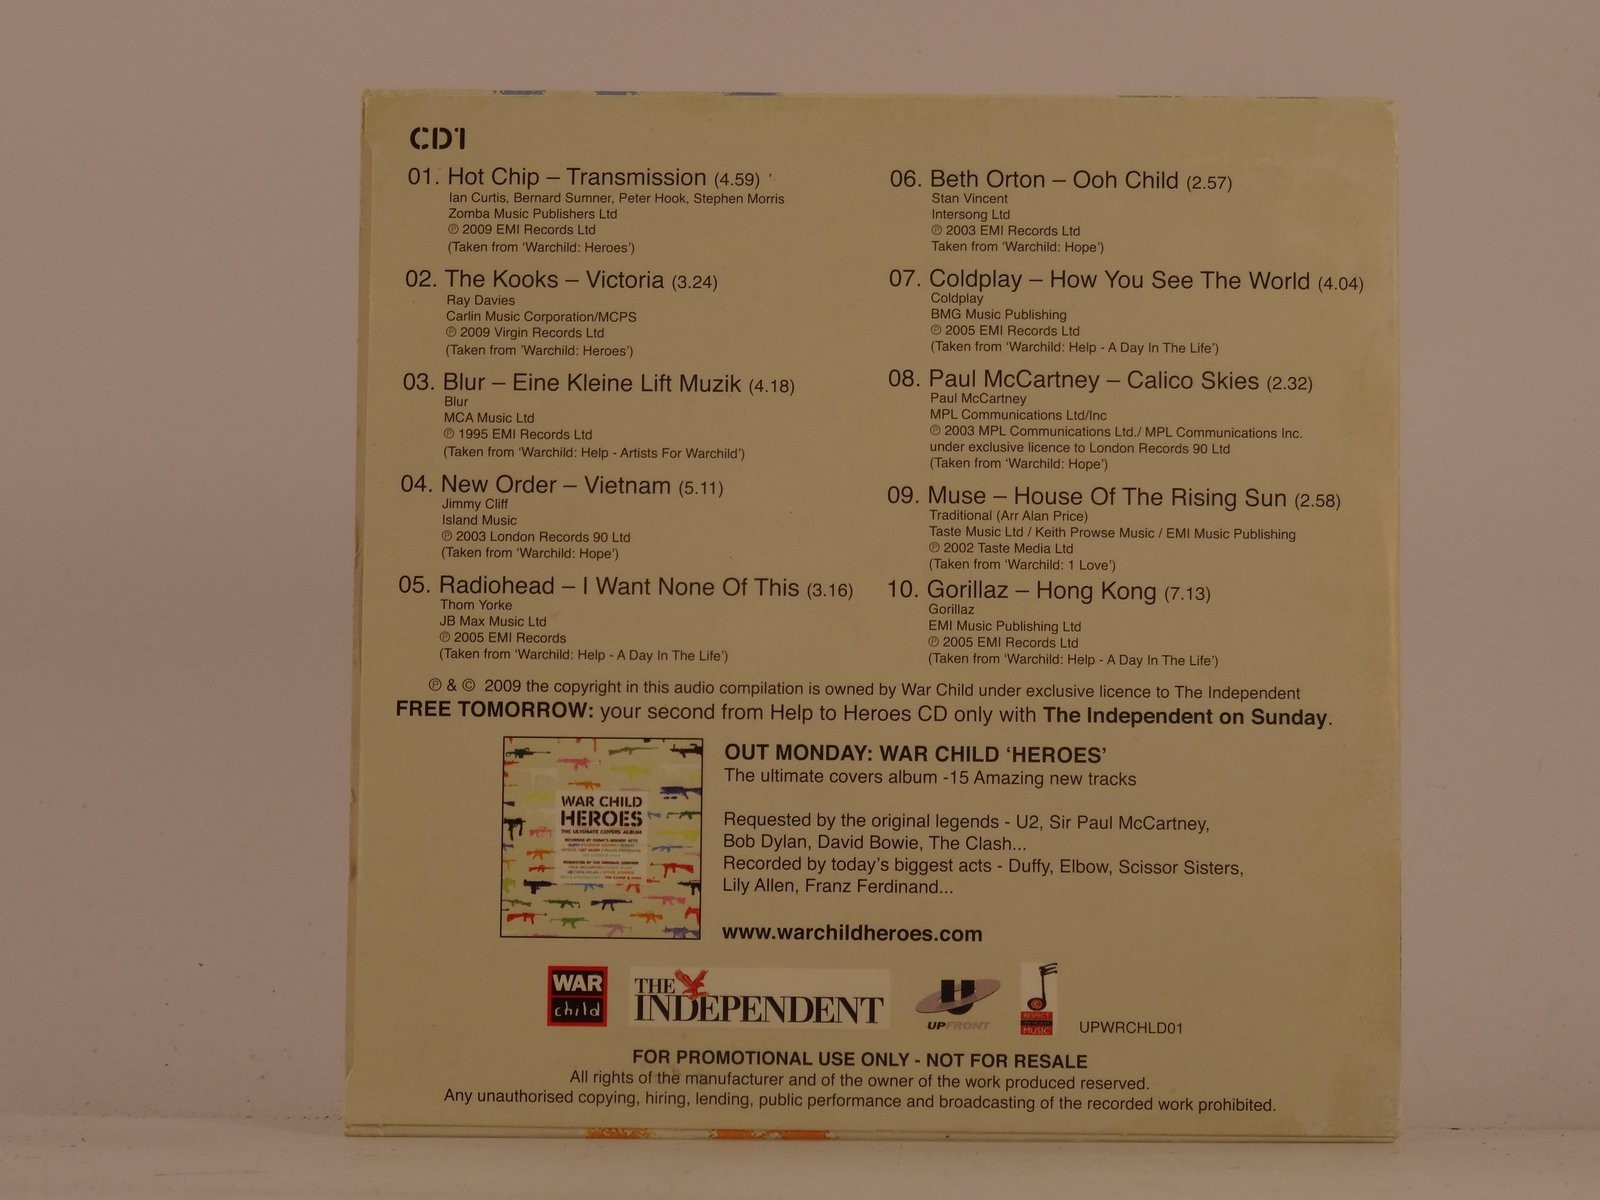 CD1
01. Hot Chip – Transmission (4.59)
Ian Curtis, Bernard Sumner, Peter Hook, Stephen Morris
Zomba Music Publishers Ltd
℗ 2009 EMI Records Ltd
(Taken from ‘Warchild: Heroes’)
02. The Kooks – Victoria (3.24)
Ray Davies
Carlin Music Corporation/MCPS
℗ 2009 Virgin Records Ltd
(Taken from ’Warchild: Heroes’)
03. Blur – Eine Kleine Lift Muzik (4.18)
Blur
MCA Music Ltd
℗ 1995 EMI Records Ltd
(Taken from ‘Warchild: Help - Artists For Warchild’)
04. New Order – Vietnam (5.11)
Jimmy Cliff
Island Music
℗ 2003 London Records 90 Ltd
(Taken from ‘Warchild: Hope’)
05. Radiohead – I Want None Of This (3.16)
Thom Yorke
JB Max Music Ltd
℗ 2005 EMI Records
(Taken from ‘Warchild: Help - A Day In The Life’)
06. Beth Orton – Ooh Child (2.57)
Stan Vincent
Intersong Ltd
℗ 2003 EMI Records Ltd
Taken from ‘Warchild: Hope’)
07. Coldplay – How You See The World (4.04)
Coldplay
BMG Music Publishing
℗ 2005 EMI Records Ltd
(Taken from ‘Warchild: Help - A Day In The Life’)
08. Paul McCartney – Calico Skies (2.32)
Paul McCartney
MPL Communications Ltd/Inc
℗ 2003 MPL Communications Ltd./ MPL Communications Inc.
under exclusive licence to London Records 90 Ltd
(Taken from ‘Warchild: Hope’)
09. Muse – House Of The Rising Sun (2.58)
Traditional (Arr Alan Price)
Taste Music Ltd / Keith Prowse Music / EMI Music Publishing
℗ 2002 Taste Media Ltd
(Taken from ‘Warchild: 1 Love’)
10. Gorillaz – Hong Kong (7.13)
Gorillaz
EMI Music Publishing Ltd
℗ 2005 EMI Records Ltd
(Taken from ‘Warchild: Help - A Day In The Life’)
℗ & © 2009 the copyright in this audio compilation is owned by War Child under exclusive licence to The Independent
FREE TOMORROW: your second from Help to Heroes CD only with The Independent on Sunday.
WAR CHILD
HEROES
THE ULTIMATE COVERS ALBUM
OUT MONDAY: WAR CHILD ‘HEROES’
The ultimate covers album -15 Amazing new tracks
Requested by the original legends - U2, Sir Paul McCartney,
Bob Dylan, David Bowie, The Clash...
Recorded by today’s biggest acts - Duffy, Elbow, Scissor Sisters,
Lily Allen, Franz Ferdinand...
www.warchildheroes.com
WAR
child
THE
INDEPENDENT
UPFRONT
RESPECT
MUSIC
UPWRCHLD01
FOR PROMOTIONAL USE ONLY - NOT FOR RESALE
All rights of the manufacturer and of the owner of the work produced reserved.
Any unauthorised copying, hiring, lending, public performance and broadcasting of the recorded work prohibited.